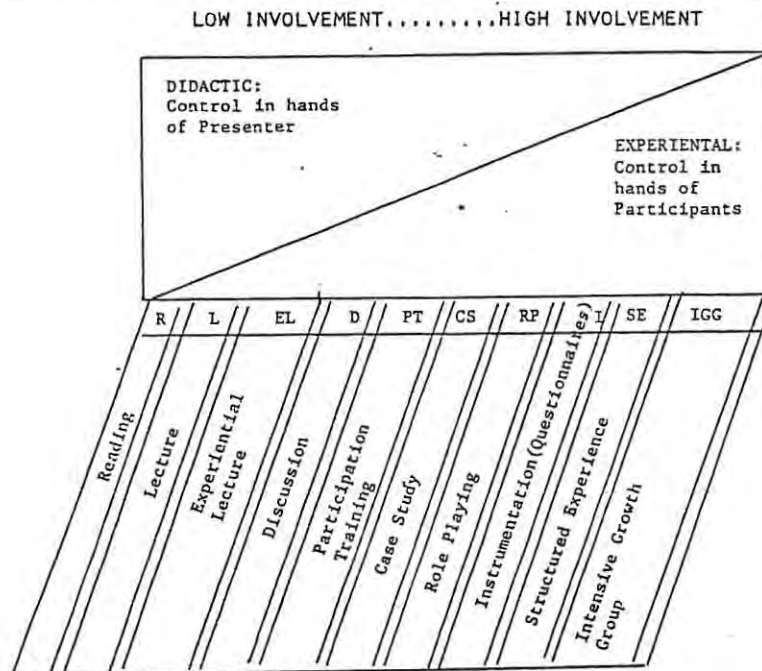 LOW INVOLVEMENT.........HIGH INVOLVEMENT
DIDACTIC:
Control in hands
of Presenter
EXPERIENTAL:
Control in
hands of
Participants
R L EL D PT CS RP I SE IGG
Reading
Lecture
Experiential
Lecture
Discussion
Participation
Training
Case Study
Role Playing
Instrumentation(Questionnaires)
Structured Experience
Intensive Growth
Group